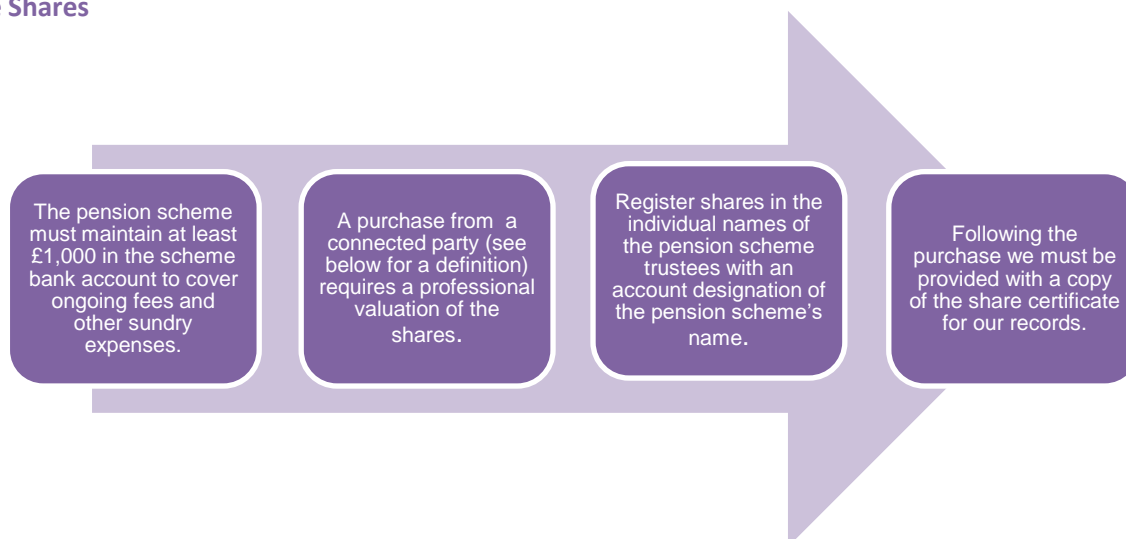 Shares
The pension scheme
must maintain at least
£1,000 in the scheme
bank account to cover
ongoing fees and
other sundry
expenses.
A purchase from a
connected party (see
below for a definition)
requires a professional
valuation of the
shares.
Register shares in the
individual names of
the pension scheme
trustees with an
account designation of
the pension scheme’s
name.
Following the
purchase we must be
provided with a copy
of the share certificate
for our records.